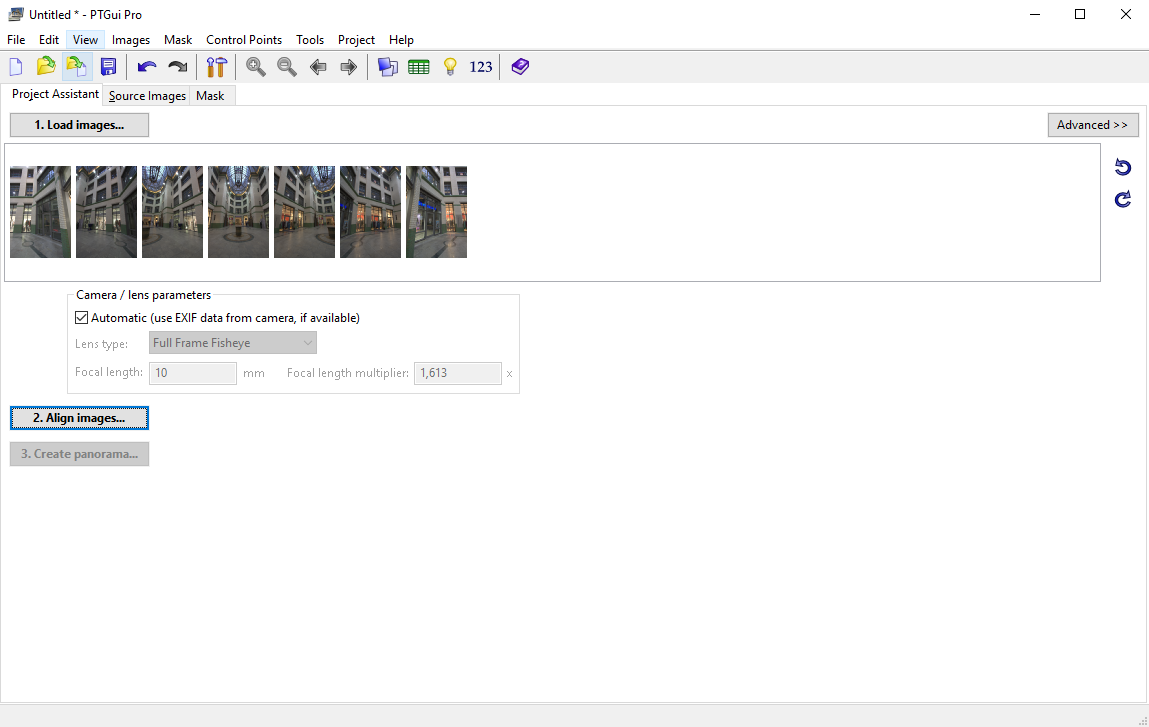 Untitled * - PTGui Pro
File Edit View Images Mask Control Points Tools Project Help
123
Project Assistant Source Images Mask
1. Load images...
Advanced >>
Camera / lens parameters
Automatic (use EXIF data from camera, if available)
Lens type: Full Frame Fisheye
Focal length: 10 mm Focal length multiplier: 1,613 x
2. Align images...
3. Create panorama...